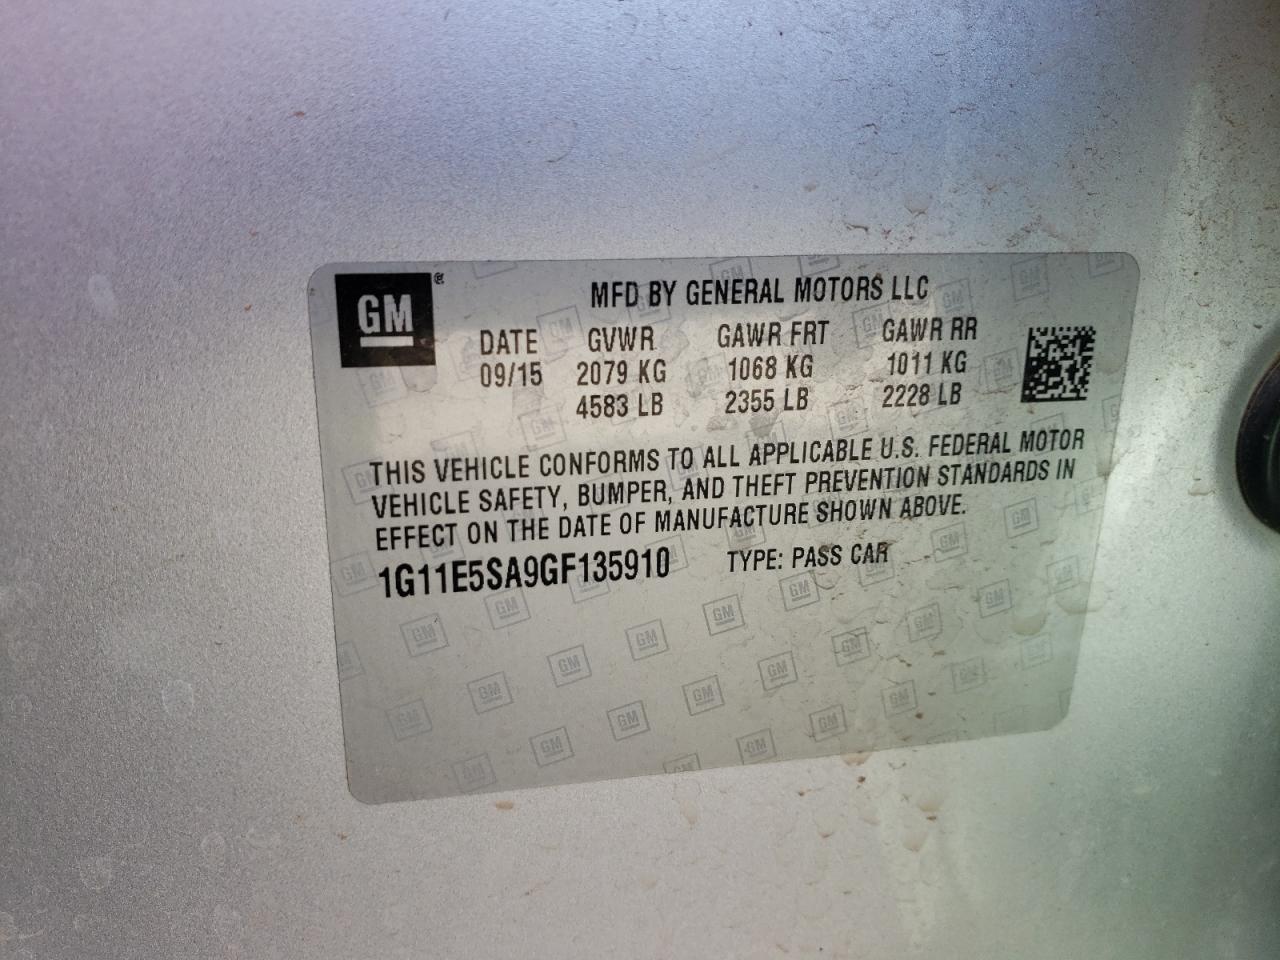 GM ®
MFD BY GENERAL MOTORS LLC
DATE GVWR GAWR FRT GAWR RR
09/15 2079 KG 1068 KG 1011 KG
4583 LB 2355 LB 2228 LB
THIS VEHICLE CONFORMS TO ALL APPLICABLE U.S. FEDERAL MOTOR
VEHICLE SAFETY, BUMPER, AND THEFT PREVENTION STANDARDS IN
EFFECT ON THE DATE OF MANUFACTURE SHOWN ABOVE.
1G11E5SA9GF135910 TYPE: PASS CAR